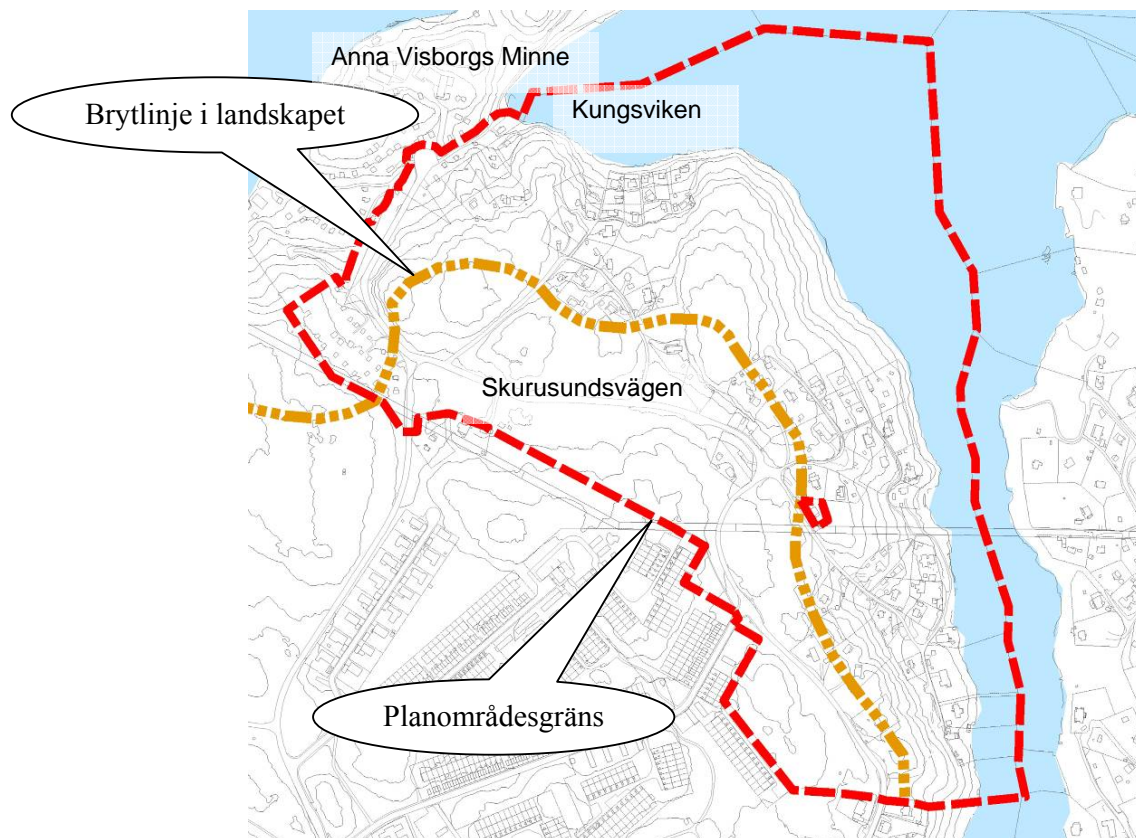 Anna Visborgs Minne
Brytlinje i landskapet
Kungsviken
Skurusundsvägen
Planområdesgräns